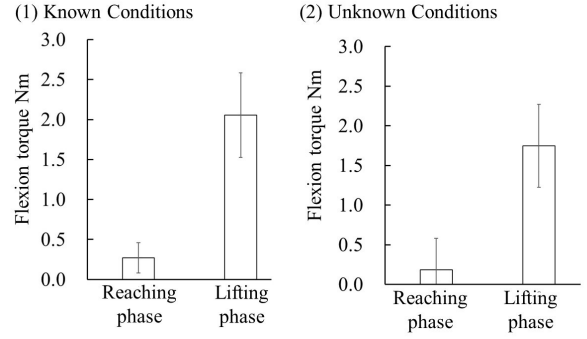 (1) Known Conditions
Flexion torque Nm
3.0
2.5
2.0
1.5
1.0
0.5
0.0
Reaching
phase
Lifting
phase
(2) Unknown Conditions
Flexion torque Nm
3.0
2.5
2.0
1.5
1.0
0.5
0.0
Reaching
phase
Lifting
phase